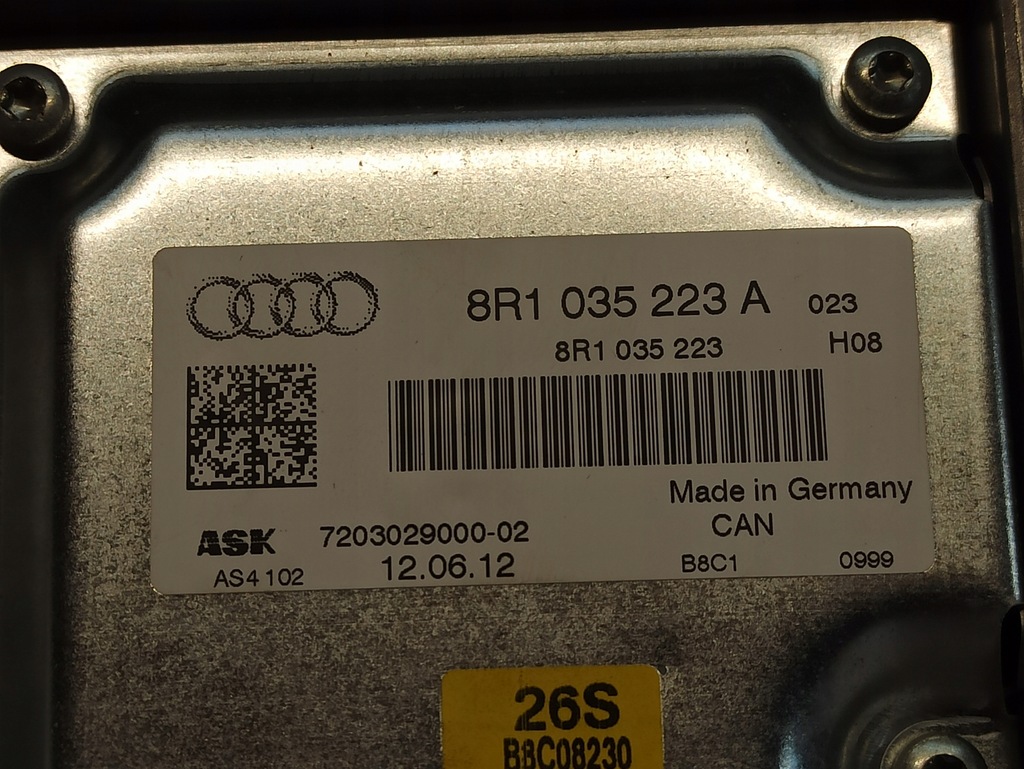 8R1 035 223 A 023
8R1 035 223 H08
Made in Germany
CAN
ASK 7203029000-02
AS4 102 12.06.12 B8C1 0999
26S
B8C08230